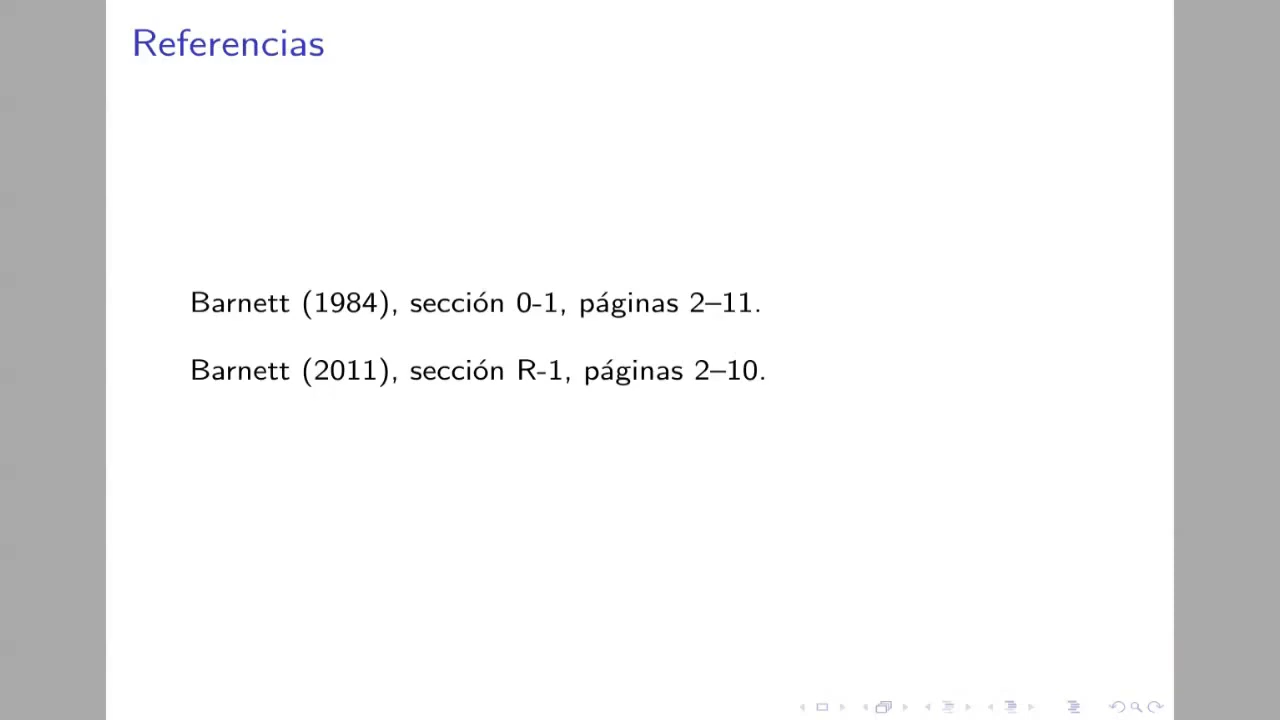 Referencias
Barnett (1984), sección 0-1, páginas 2–11.
Barnett (2011), sección R-1, páginas 2–10.